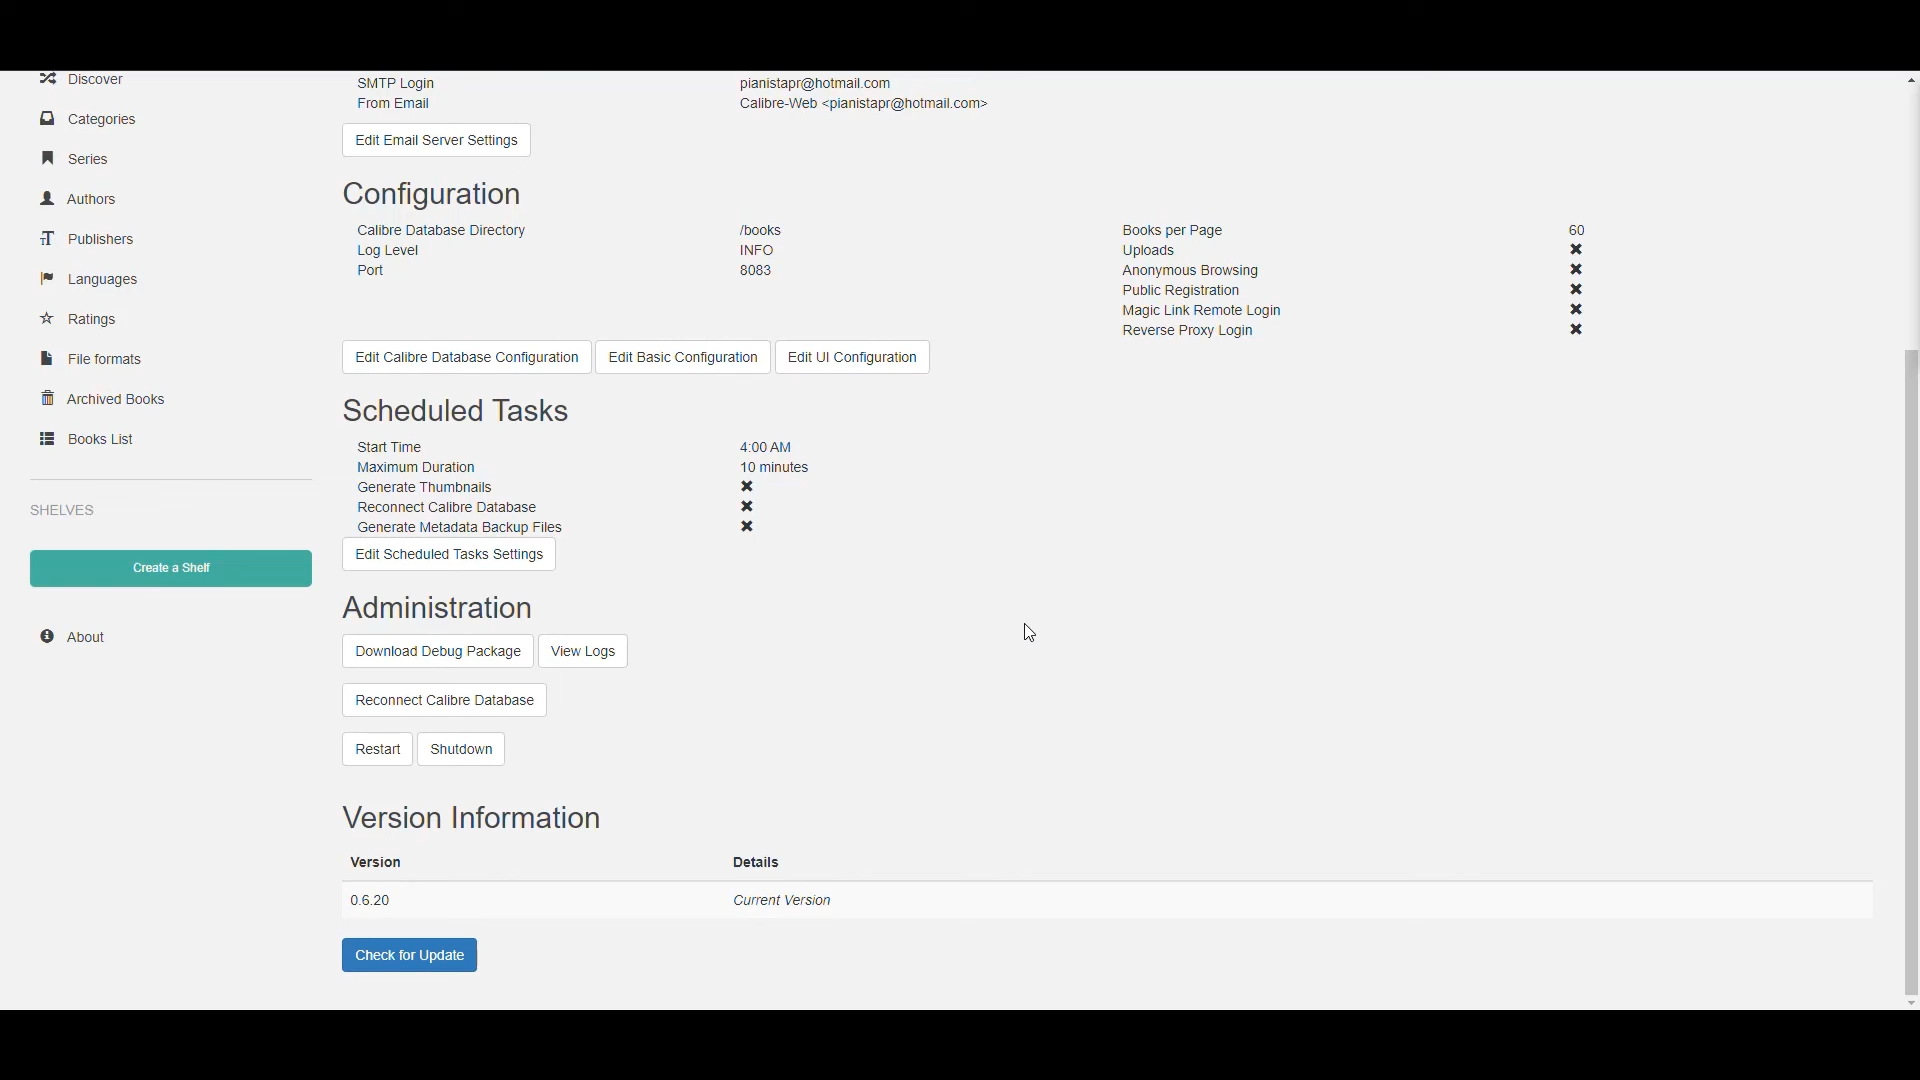 Discover
Categories
Series
Authors
Publishers
Languages
Ratings
File formats
Archived Books
Books List
SHELVES
Create a Shelf
About
SMTP Login pianistapr@hotmail.com
From Email Calibre-Web <pianistapr@hotmail.com>
Edit Email Server Settings
Configuration
Calibre Database Directory /books Books per Page 60
Log Level INFO Uploads
Port 8083 Anonymous Browsing
Public Registration
Magic Link Remote Login
Reverse Proxy Login
Edit Calibre Database Configuration Edit Basic Configuration Edit UI Configuration
Scheduled Tasks
Start Time 4:00 AM
Maximum Duration 10 minutes
Generate Thumbnails
Reconnect Calibre Database
Generate Metadata Backup Files
Edit Scheduled Tasks Settings
Administration
Download Debug Package View Logs
Reconnect Calibre Database
Restart Shutdown
Version Information
Version Details
0.6.20 Current Version
Check for Update